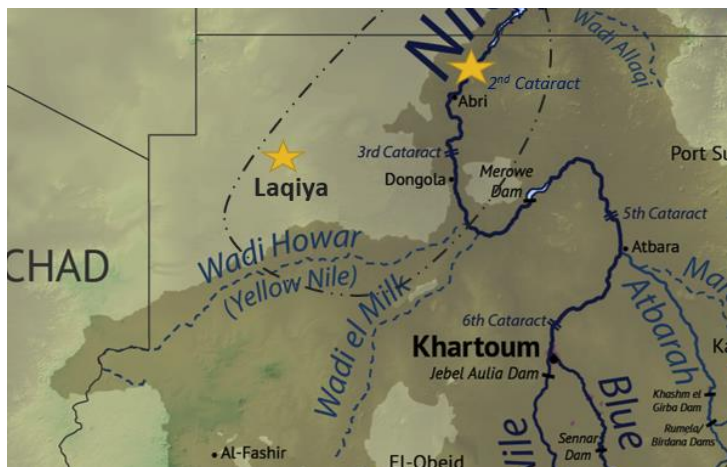 Nil
Wadi Allaqi
2nd Cataract
Abri
Port Su
3rd Cataract
Laqiya
Dongola
Merowe
Dam
5th Cataract
Atbara
CHAD
Wadi Howar
(Yellow Nile)
Wadi el Milk
Atbarah
Mar
6th Cataract
Khartoum
Ka
Jebel Aulia Dam
Khashm el
Girba Dam
Blue
Nile
Rumela/
Birdana Dams
Sennar
Dam
Al-Fashir
El-Obeid